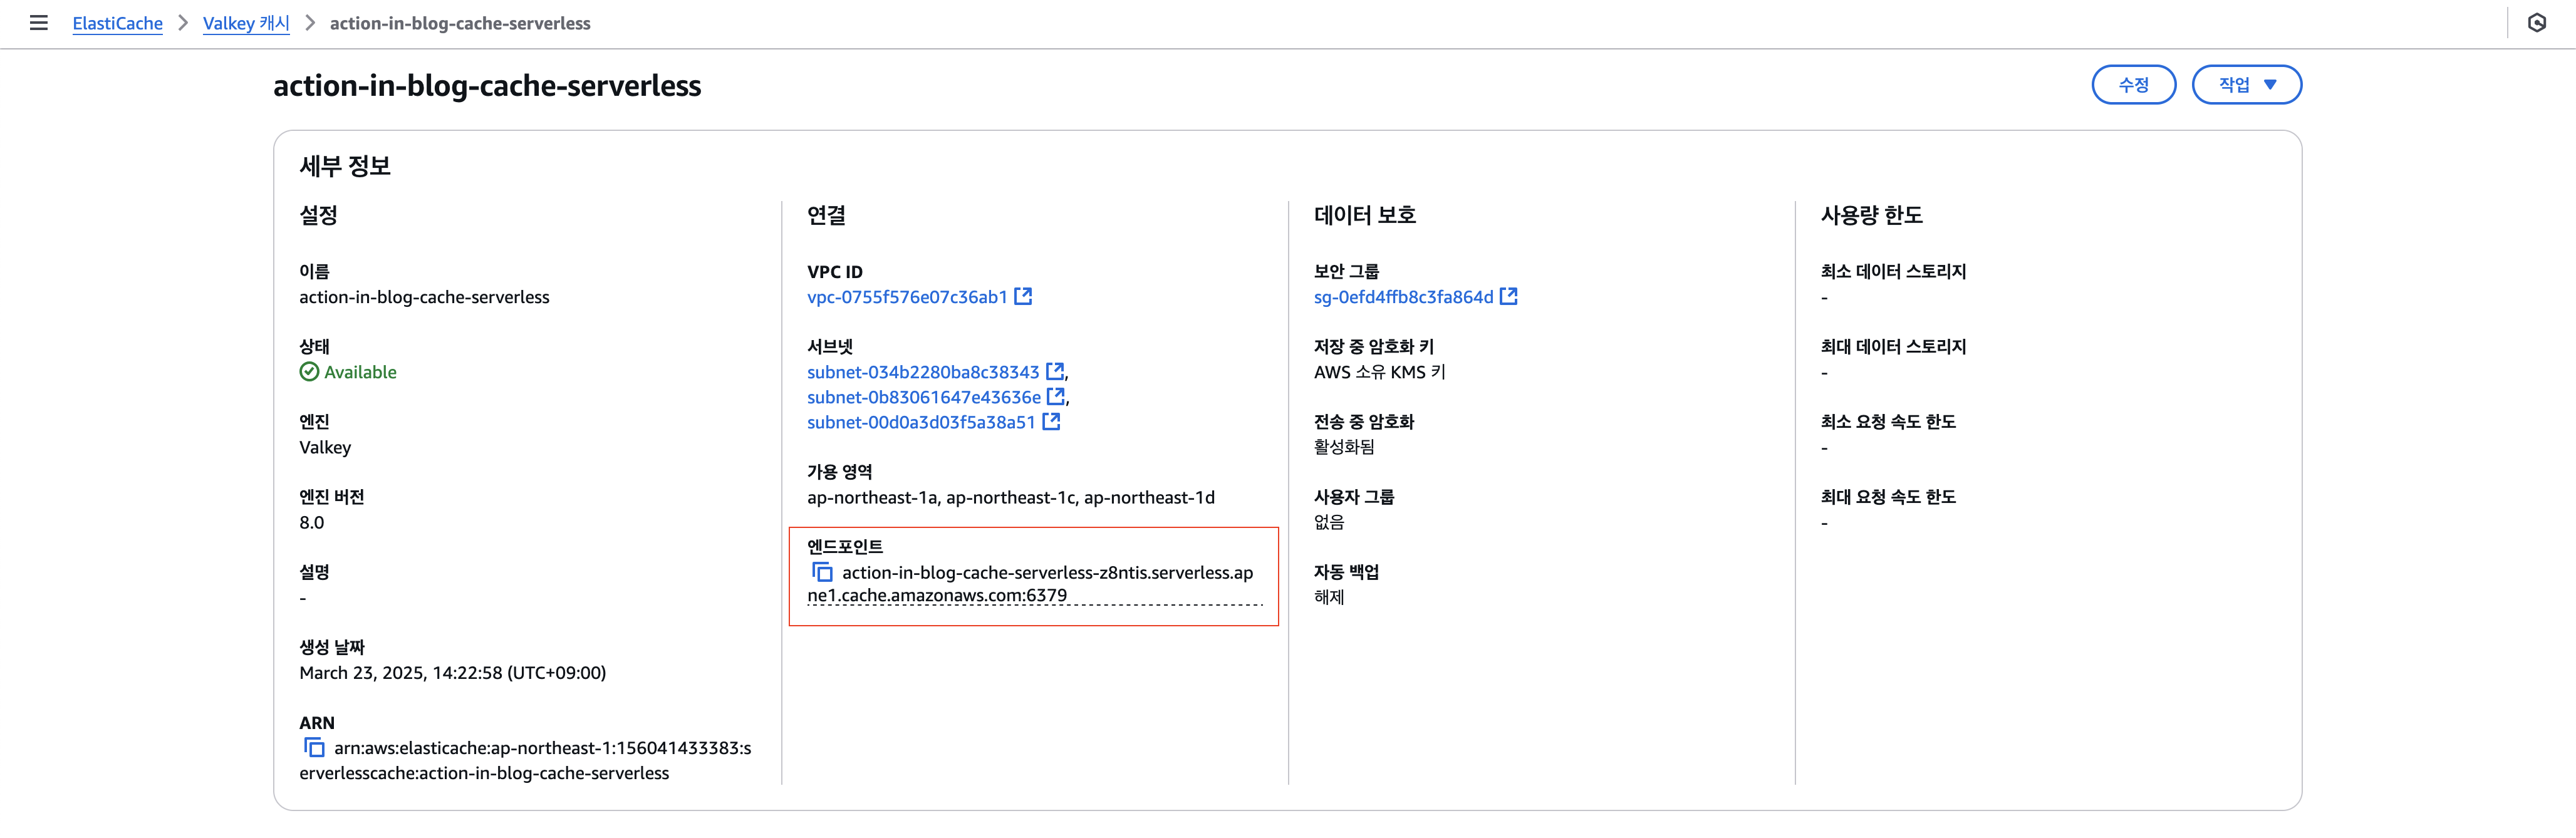 ElastiCache
Valkey 캐시
action-in-blog-cache-serverless
action-in-blog-cache-serverless
수정
작업
세부 정보
설정
이름
action-in-blog-cache-serverless
상태
Available
엔진
Valkey
엔진 버전
8.0
설명
-
생성 날짜
March 23, 2025, 14:22:58 (UTC+09:00)
ARN
arn:aws:elasticache:ap-northeast-1:156041433383:s
erverlesscache:action-in-blog-cache-serverless
연결
VPC ID
vpc-0755f576e07c36ab1
서브넷
subnet-034b2280ba8c38343,
subnet-0b83061647e43636e,
subnet-00d0a3d03f5a38a51
가용 영역
ap-northeast-1a, ap-northeast-1c, ap-northeast-1d
엔드포인트
action-in-blog-cache-serverless-z8ntis.serverless.ap
ne1.cache.amazonaws.com:6379
데이터 보호
보안 그룹
sg-0efd4ffb8c3fa864d
저장 중 암호화 키
AWS 소유 KMS 키
전송 중 암호화
활성화됨
사용자 그룹
없음
자동 백업
해제
사용량 한도
최소 데이터 스토리지
-
최대 데이터 스토리지
-
최소 요청 속도 한도
-
최대 요청 속도 한도
-